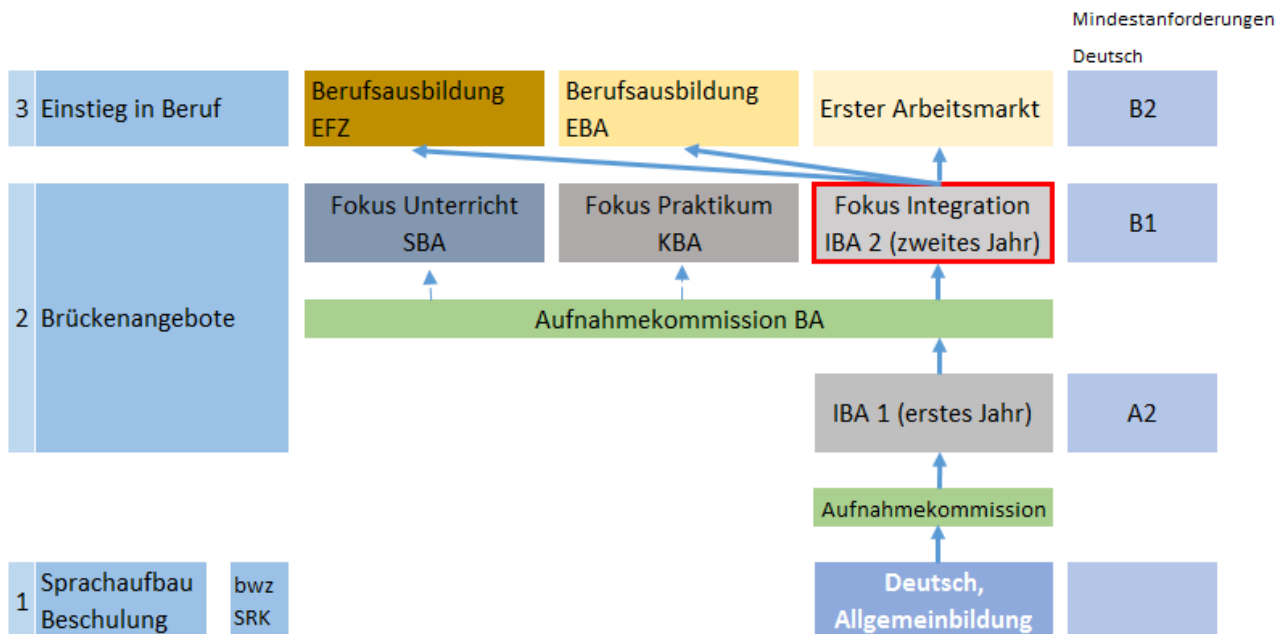 Mindestanforderungen
Deutsch
3 Einstieg in Beruf
Berufsausbildung
EFZ
Berufsausbildung
EBA
Erster Arbeitsmarkt
B2
2 Brückenangebote
Fokus Unterricht
SBA
Fokus Praktikum
KBA
Fokus Integration
IBA 2 (zweites Jahr)
B1
Aufnahmekommission BA
IBA 1 (erstes Jahr)
A2
Aufnahmekommission
1 Sprachaufbau
Beschulung
bwz
SRK
Deutsch,
Allgemeinbildung